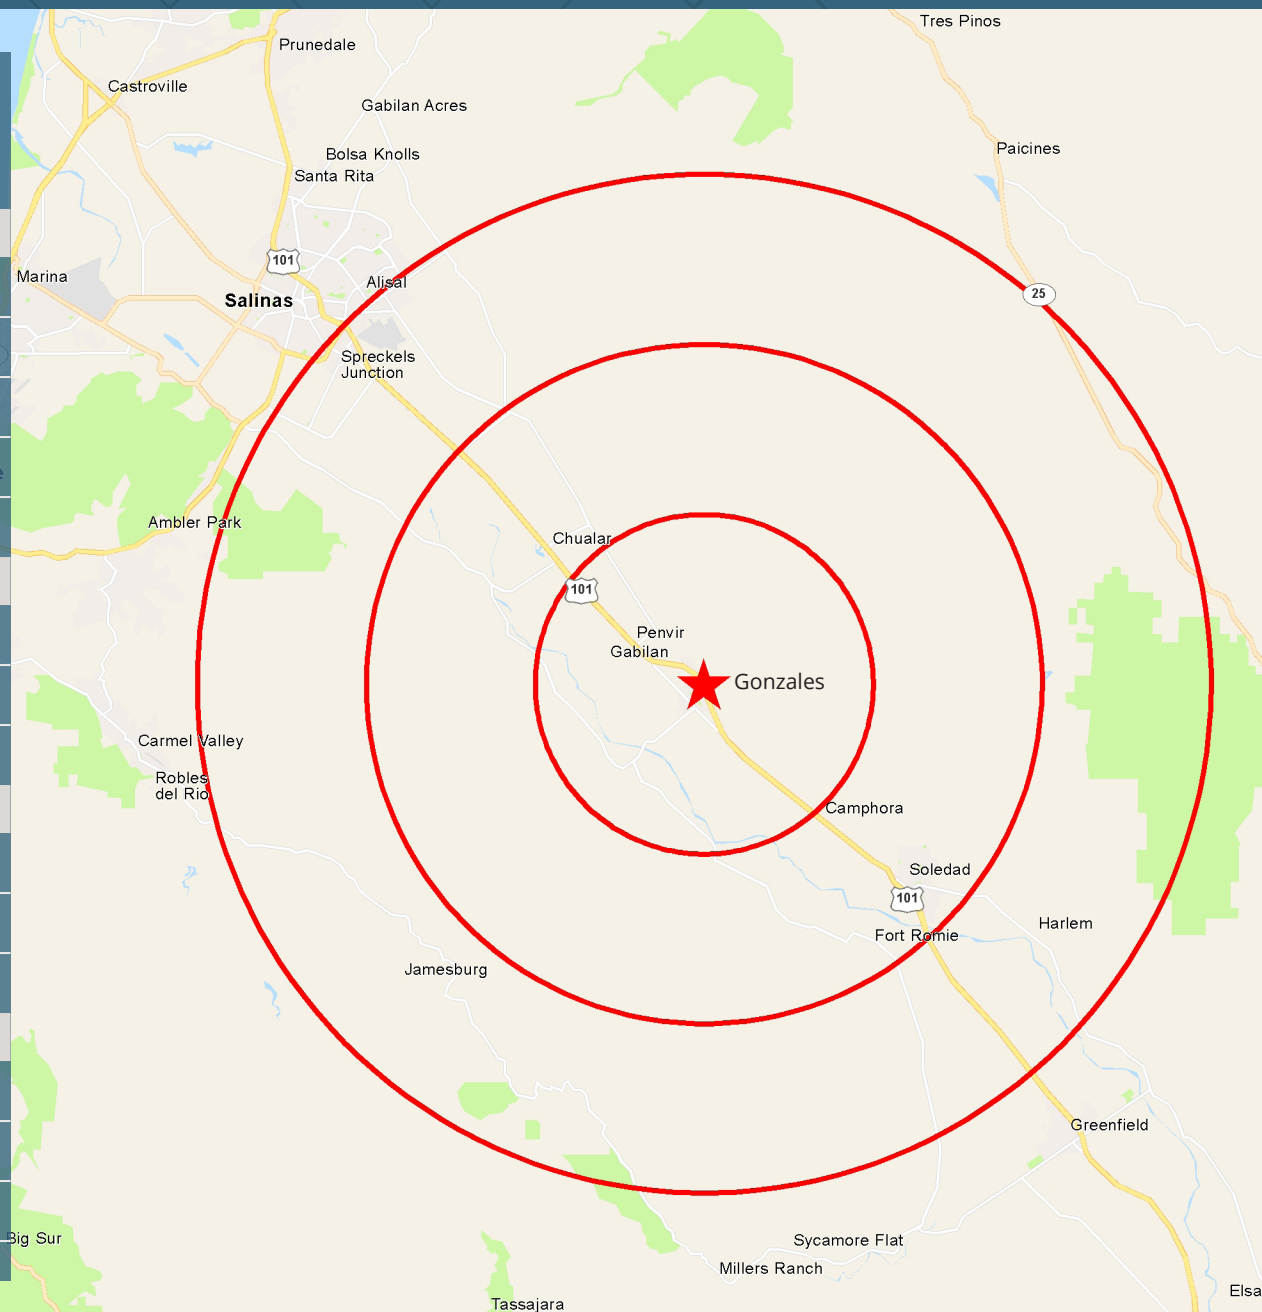 Tres Pinos
Prunedale
Castroville
Gabilan Acres
Paicines
Bolsa Knolls
Santa Rita
101
Marina
Alisal
25
Salinas
Spreckels
Junction
Ambler Park
Chualar
101
Penvir
Gabilan
Gonzales
Carmel Valley
Robles
del Rio
Camphora
Soledad
101
Harlem
Fort Romie
Jamesburg
Greenfield
Big Sur
Sycamore Flat
Millers Ranch
Elsa
Tassajara